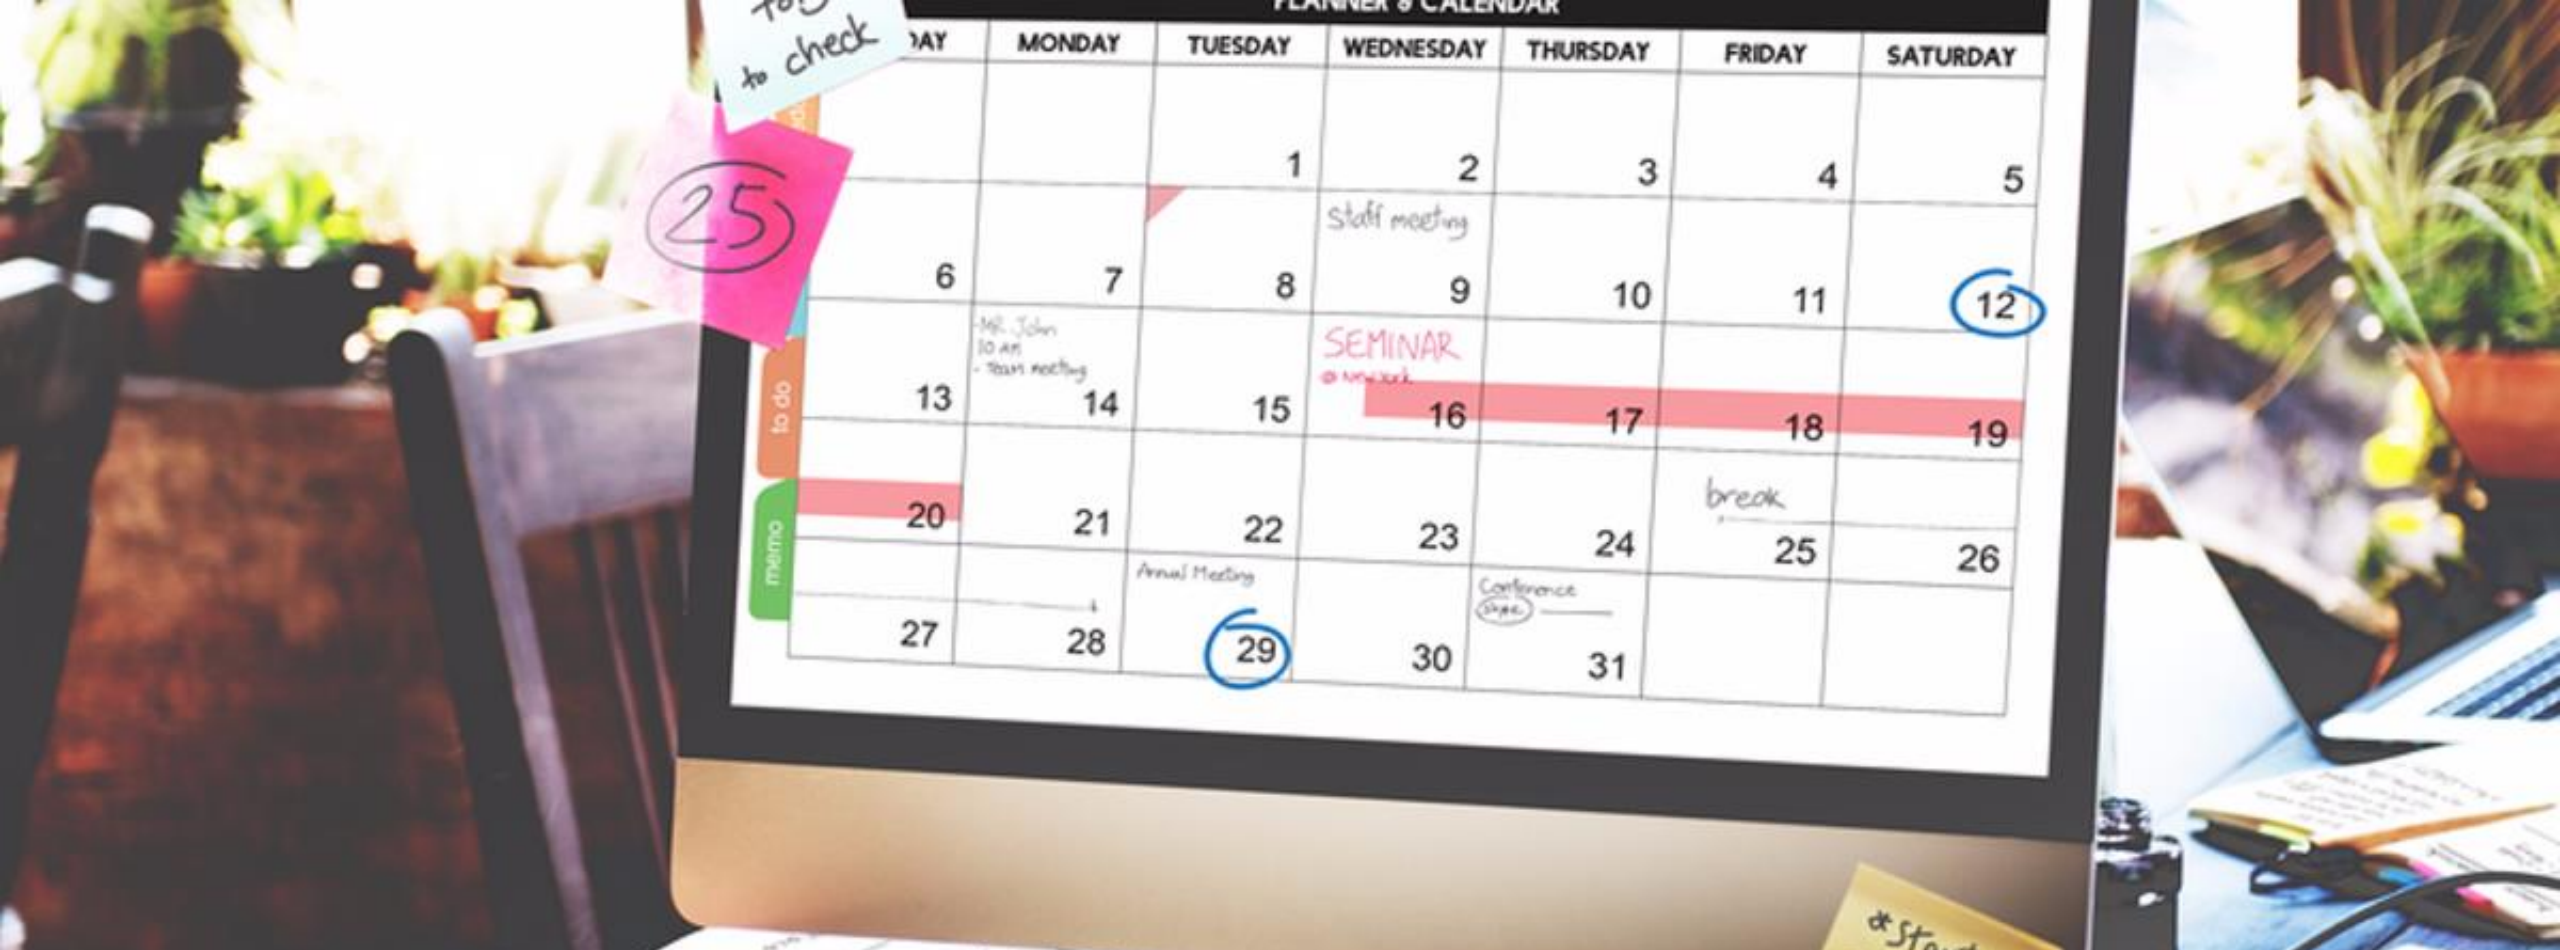 PLANNER & CALENDAR
to check
DAY MONDAY TUESDAY WEDNESDAY THURSDAY FRIDAY SATURDAY
25
1 2 3 4 5
Staff meeting
6 7 8 9 10 11 12
-MR. John
10 AM
- Team meeting
SEMINAR
@ New York
13 14 15 16 17 18 19
to do
break
20 21 22 23 24 25 26
memo
Annual Meeting
Conference
Skype
27 28 29 30 31